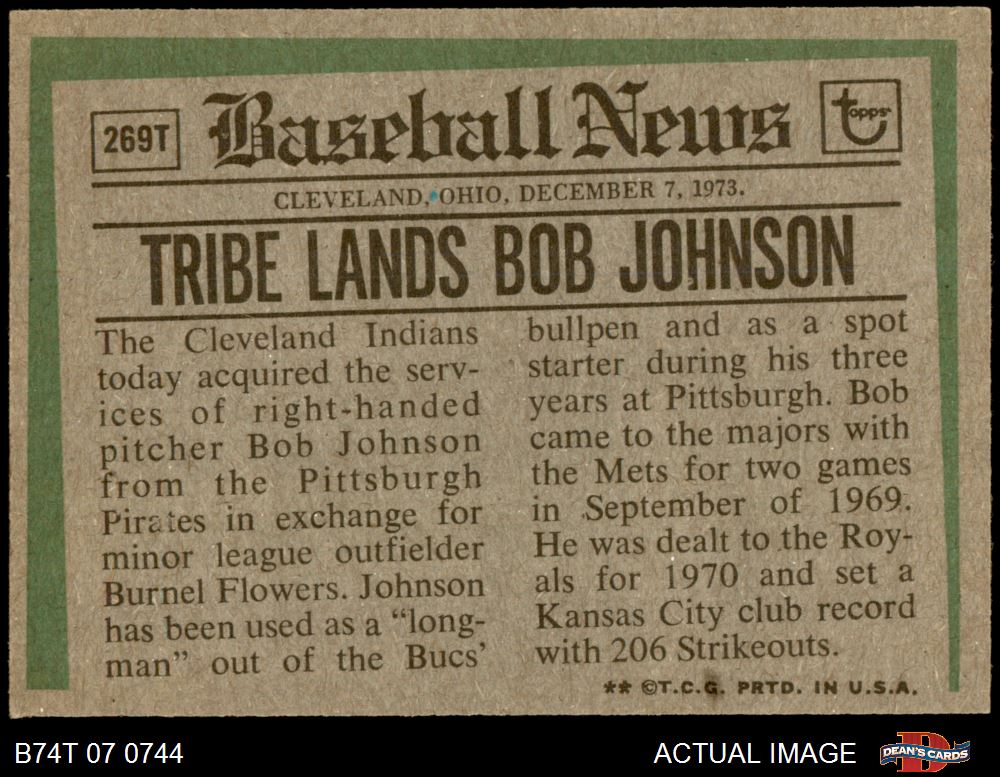 269T
Baseball News
topps
CLEVELAND, OHIO, DECEMBER 7, 1973.
TRIBE LANDS BOB JOHNSON
The Cleveland Indians
today acquired the serv-
ices of right-handed
pitcher Bob Johnson
from the Pittsburgh
Pirates in exchange for
minor league outfielder
Burnel Flowers. Johnson
has been used as a “long-
man” out of the Bucs’
bullpen and as a spot
starter during his three
years at Pittsburgh. Bob
came to the majors with
the Mets for two games
in September of 1969.
He was dealt to the Roy-
als for 1970 and set a
Kansas City club record
with 206 Strikeouts.
** ©T.C.G. PRTD. IN U.S.A.
B74T 07 0744
ACTUAL IMAGE
DEAN'S CARDS